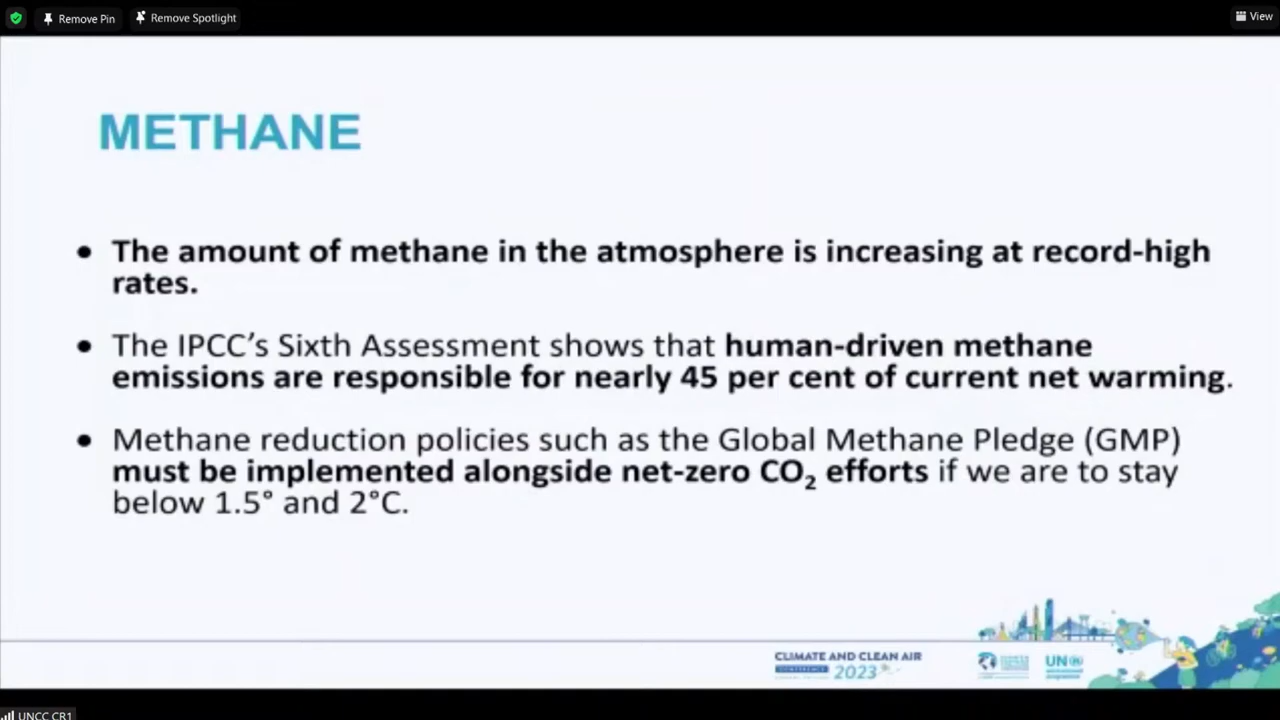 Remove Pin
Remove Spotlight
View
METHANE
• The amount of methane in the atmosphere is increasing at record-high
rates.
• The IPCC’s Sixth Assessment shows that human-driven methane
emissions are responsible for nearly 45 per cent of current net warming.
• Methane reduction policies such as the Global Methane Pledge (GMP)
must be implemented alongside net-zero CO₂ efforts if we are to stay
below 1.5° and 2°C.
CLIMATE AND CLEAN AIR
CONFERENCE 2023
UN
UNCC CR1